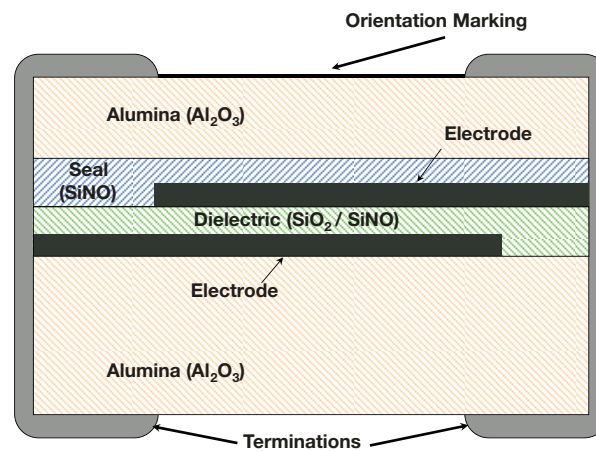 Orientation Marking
Alumina (Al₂O₃)
Electrode
Seal
(SiNO)
Dielectric (SiO₂ / SiNO)
Electrode
Alumina (Al₂O₃)
Terminations